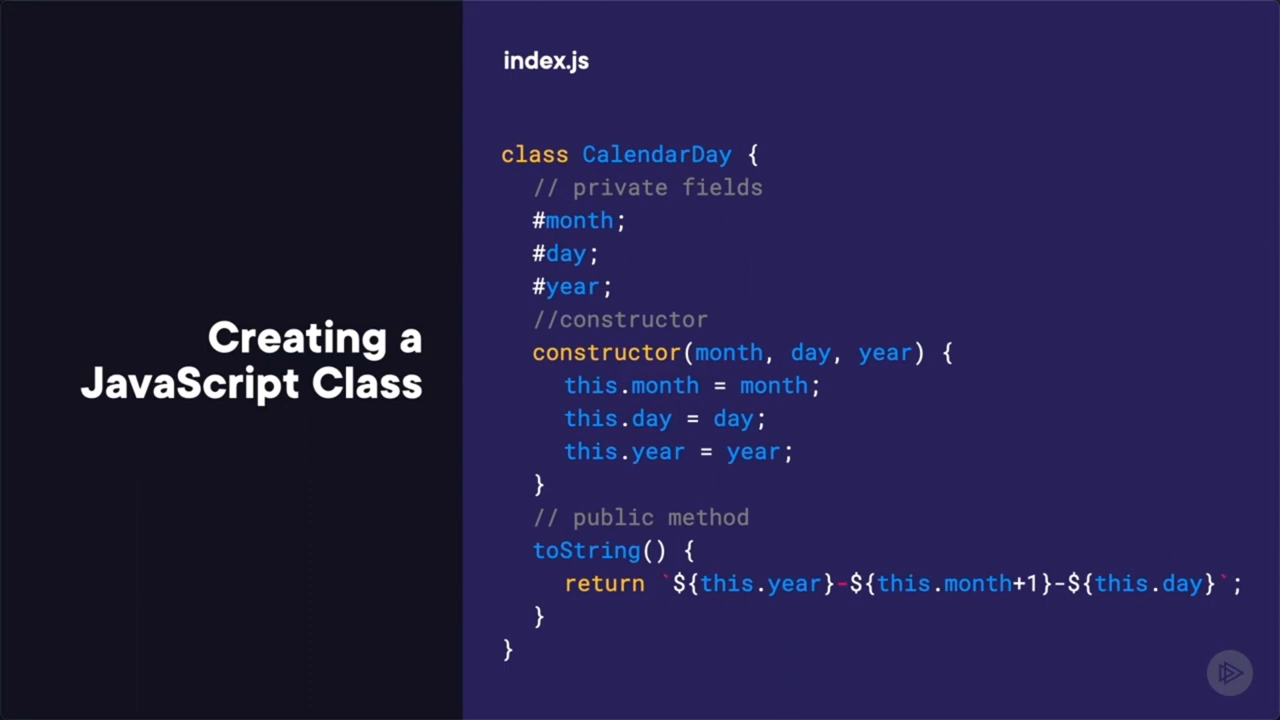 Creating a
JavaScript Class
index.js
class CalendarDay {
// private fields
#month;
#day;
#year;
//constructor
constructor(month, day, year) {
this.month = month;
this.day = day;
this.year = year;
}
// public method
toString() {
return `${this.year}-${this.month+1}-${this.day}`;
}
}